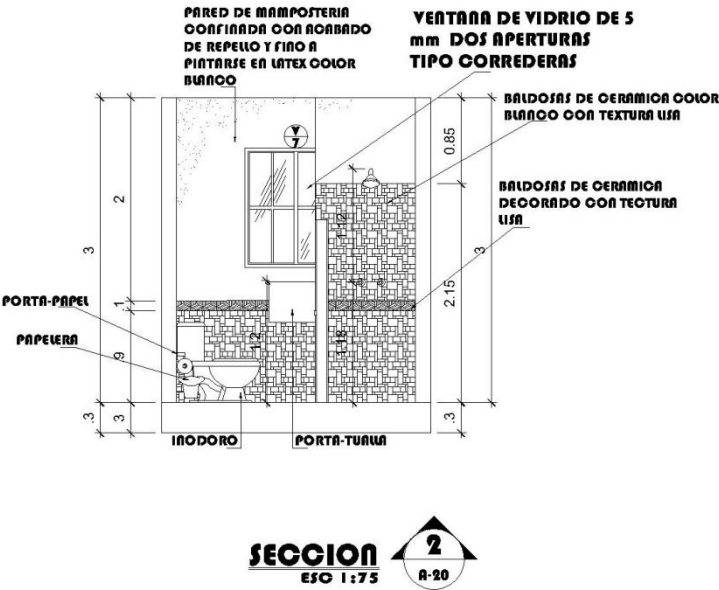 PARED DE MAMPOSTERIA
CONFINADA CON ACABADO
DE REPELLO Y FINO A
PINTARSE EN LATEX COLOR
BLANCO
VENTANA DE VIDRIO DE 5
mm DOS APERTURAS
TIPO CORREDERAS
BALDOSAS DE CERAMICA COLOR
BLANCO CON TEXTURA LISA
BALDOSAS DE CERAMICA
DECORADO CON TECTURA
LISA
V
7
0.85
2
3
1.12
3
2.15
.1
PORTA-PAPEL
PAPELERA
9
1.2
1.18
.3
3
.3
INODORO
PORTA-TUALLA
SECCION
ESC 1:75
2
A-20